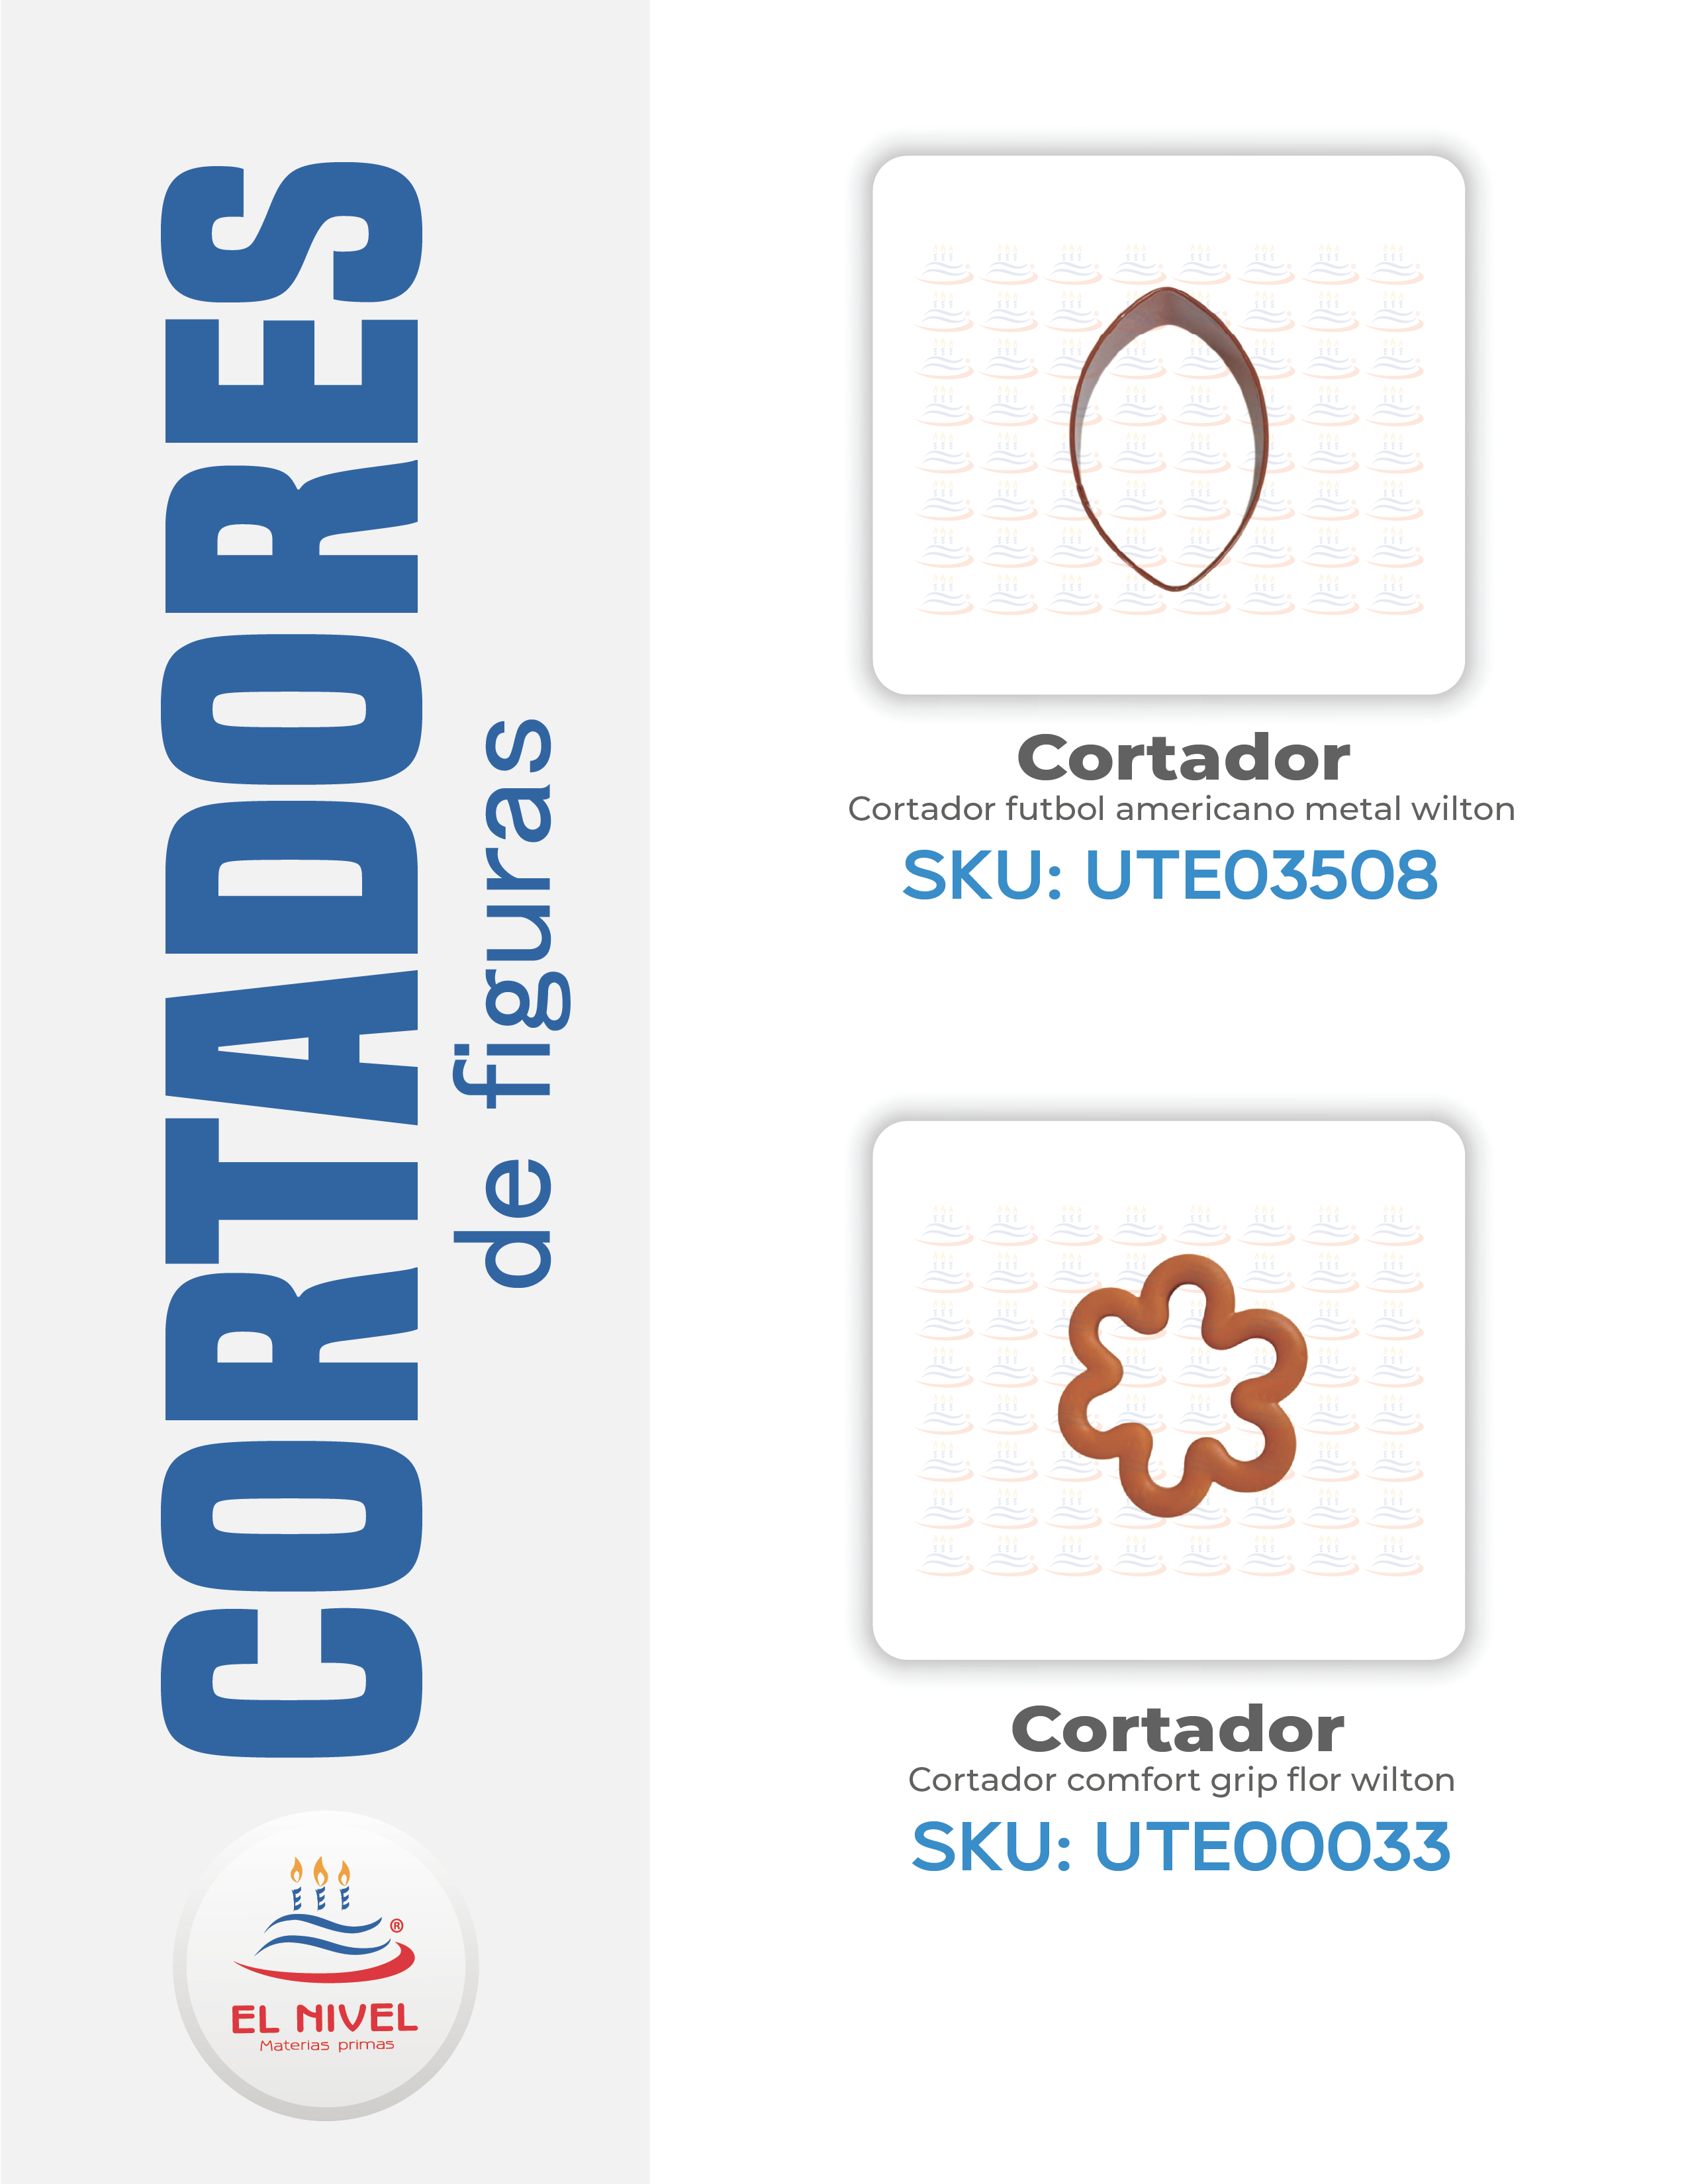 CORTADORES
de figuras
Cortador
Cortador futbol americano metal wilton
SKU: UTE03508
Cortador
Cortador comfort grip flor wilton
SKU: UTE00033
®
EL NIVEL
Materias primas